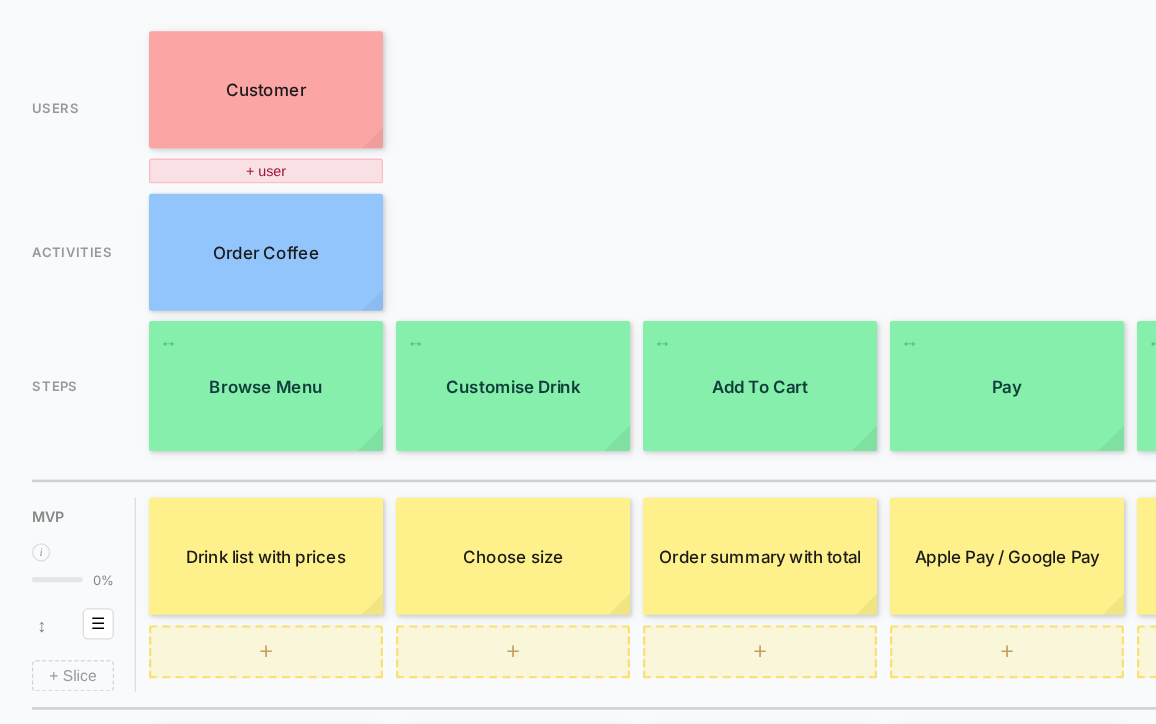 USERS
Customer
+ user
ACTIVITIES
Order Coffee
STEPS
↔
Browse Menu
↔
Customise Drink
↔
Add To Cart
↔
Pay
MVP
i
0%
↕
☰
+ Slice
Drink list with prices
Choose size
Order summary with total
Apple Pay / Google Pay
+
+
+
+